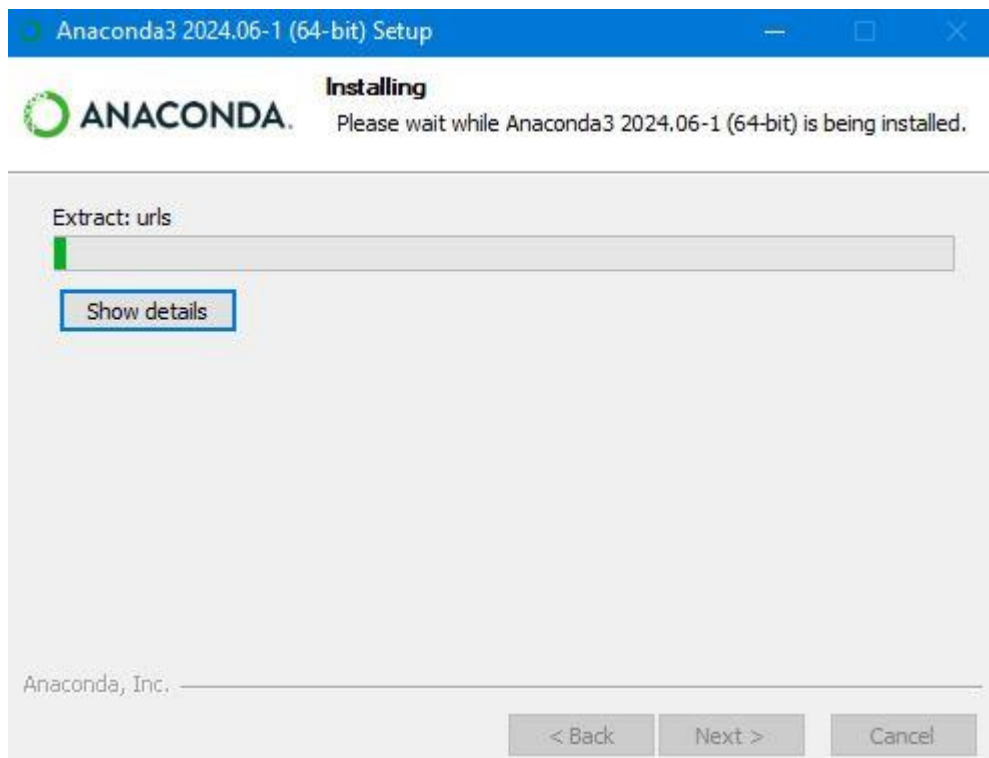 Anaconda3 2024.06-1 (64-bit) Setup
ANACONDA.
Installing
Please wait while Anaconda3 2024.06-1 (64-bit) is being installed.
Extract: urls
Show details
Anaconda, Inc.
< Back
Next >
Cancel